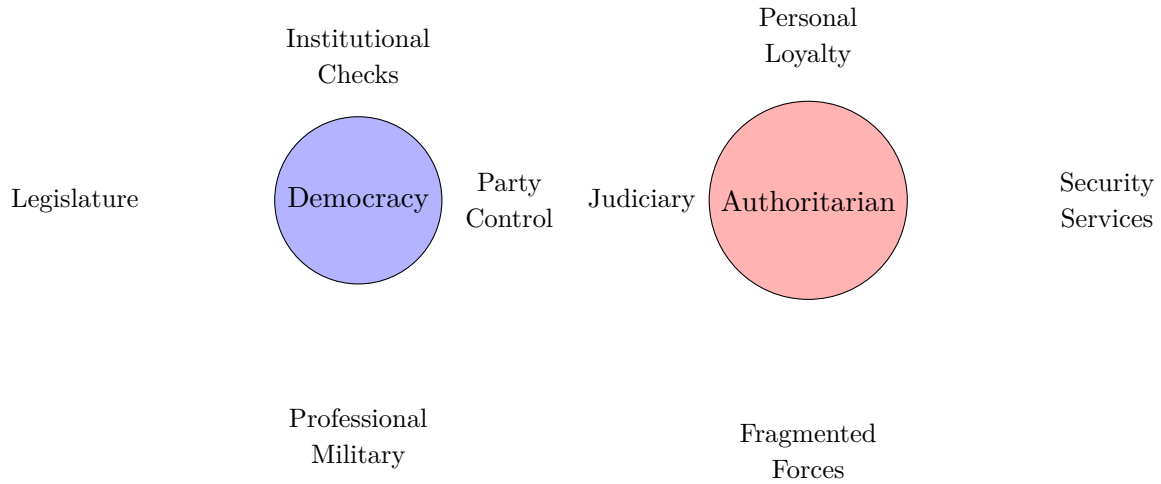 Personal
Loyalty
Institutional
Checks
Legislature
Democracy
Party
Control
Judiciary
Authoritarian
Security
Services
Professional
Military
Fragmented
Forces